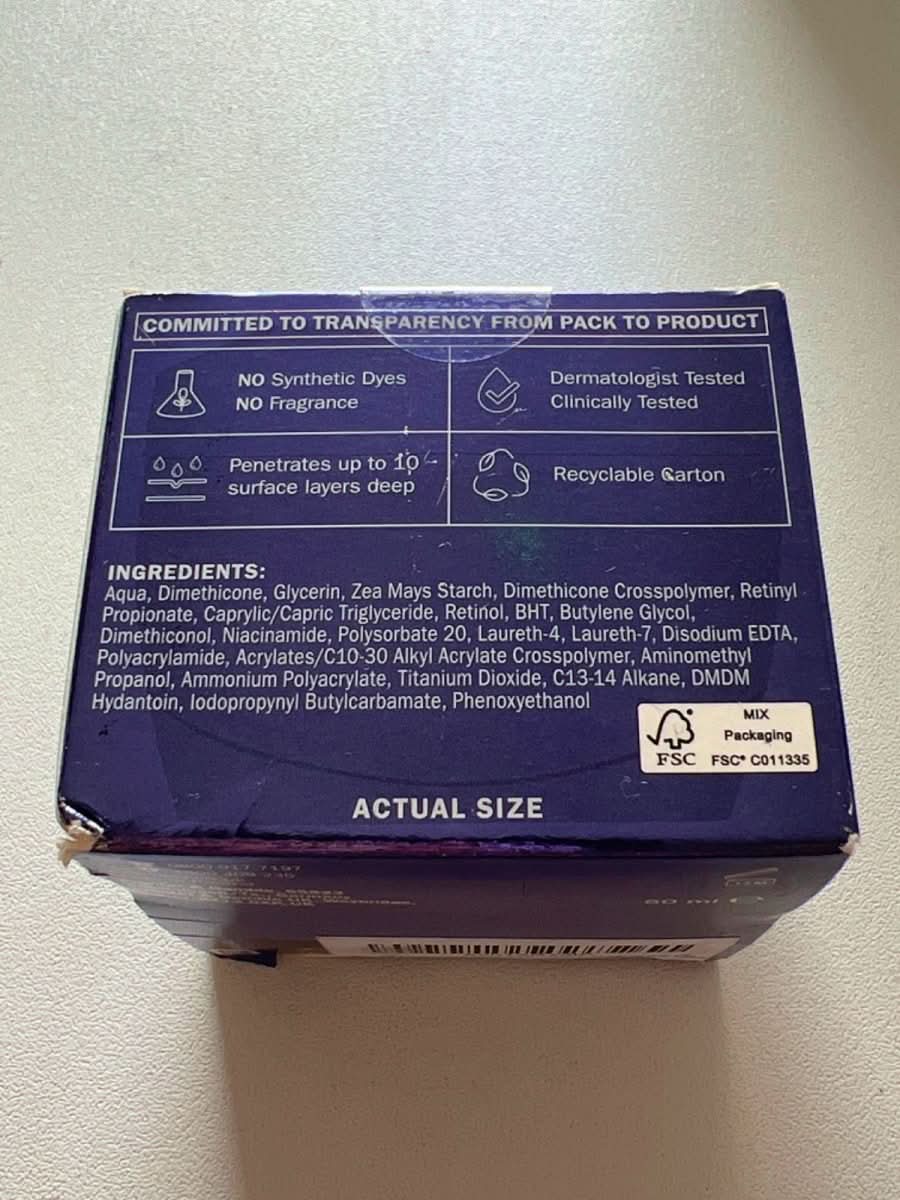 COMMITTED TO TRANSPARENCY FROM PACK TO PRODUCT
NO Synthetic Dyes
NO Fragrance
Dermatologist Tested
Clinically Tested
Penetrates up to 10
surface layers deep
Recyclable Carton
INGREDIENTS:
Aqua, Dimethicone, Glycerin, Zea Mays Starch, Dimethicone Crosspolymer, Retinyl
Propionate, Caprylic/Capric Triglyceride, Retinol, BHT, Butylene Glycol,
Dimethiconol, Niacinamide, Polysorbate 20, Laureth-4, Laureth-7, Disodium EDTA,
Polyacrylamide, Acrylates/C10-30 Alkyl Acrylate Crosspolymer, Aminomethyl
Propanol, Ammonium Polyacrylate, Titanium Dioxide, C13-14 Alkane, DMDM
Hydantoin, Iodopropynyl Butylcarbamate, Phenoxyethanol
FSC
MIX
Packaging
FSC® C011335
ACTUAL SIZE
12 M